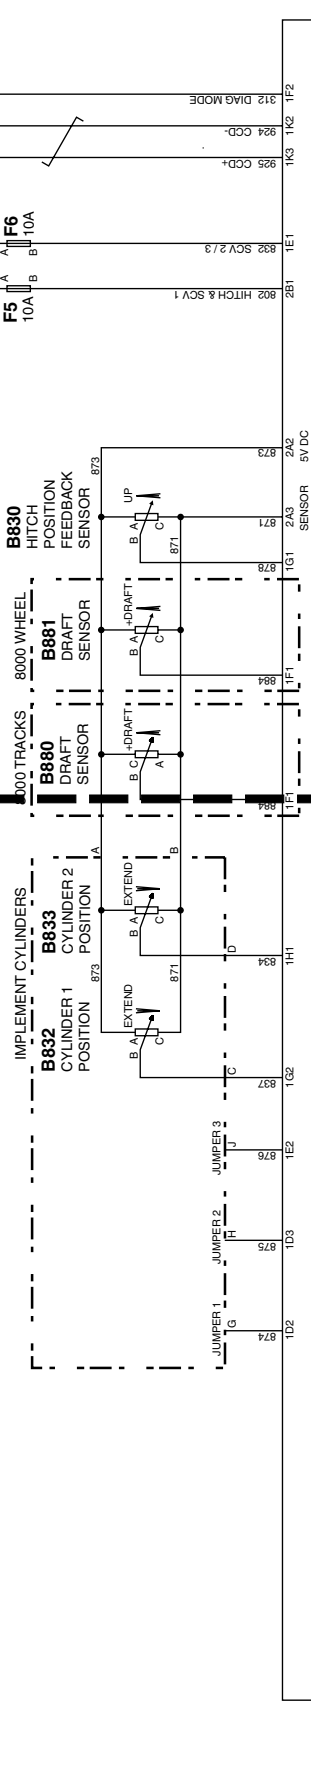 312 DIAG MODE
1F2
924 CCD-
1K2
925 CCD+
1K3
F6
10A
A
B
832 SCV 2 / 3
1E1
F5
10A
A
B
802 HITCH & SCV 1
2B1
873
873
2A2
5V DC
B830
HITCH
POSITION
FEEDBACK
SENSOR
UP
B
A
C
871
871
2A3
SENSOR
878
1G1
8000 WHEEL
B881
DRAFT
SENSOR
+DRAFT
B
A
C
884
1F1
000 TRACKS
B880
DRAFT
SENSOR
+DRAFT
B
C
A
884
1F1
A
B
IMPLEMENT CYLINDERS
B833
CYLINDER 2
POSITION
EXTEND
B
A
C
D
834
1H1
873
871
B832
CYLINDER 1
POSITION
EXTEND
B
A
C
C
837
1G2
JUMPER 3
J
876
1E2
JUMPER 2
H
875
1D3
JUMPER 1
G
874
1D2